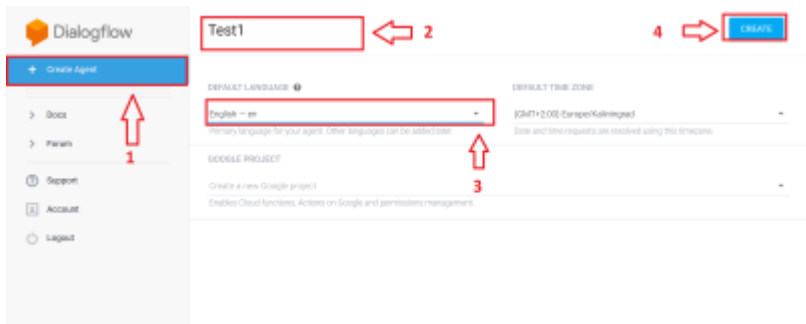 Dialogflow
Test1
2
4
CREATE
+ Create Agent
DEFAULT LANGUAGE
DEFAULT TIME ZONE
> Docs
English — en
(GMT+2:00) Europe/Kaliningrad
Primary language for your agent. Other languages can be added later.
Date and time requests are resolved using this timezone.
> Forum
1
3
GOOGLE PROJECT
Support
Create a new Google project
Enables Cloud functions, Actions on Google and permissions management.
Account
Logout